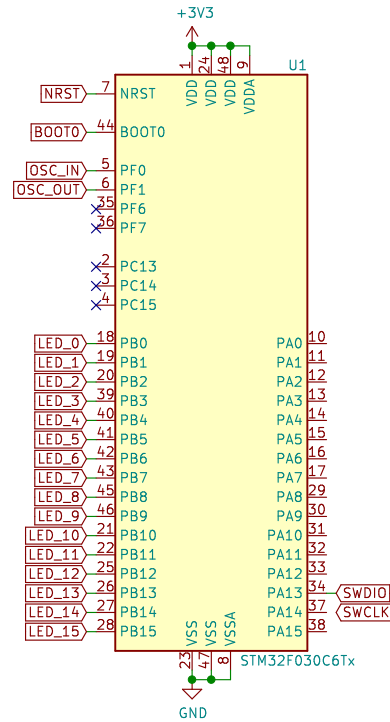 +3V3
U1
1 24 48 9
VDD VDD VDD VDDA
NRST 7 NRST
BOOT0 44 BOOT0
OSC_IN 5 PF0
OSC_OUT 6 PF1
35 PF6
36 PF7
2 PC13
3 PC14
4 PC15
LED_0 18 PB0 PA0 10
LED_1 19 PB1 PA1 11
LED_2 20 PB2 PA2 12
LED_3 39 PB3 PA3 13
LED_4 40 PB4 PA4 14
LED_5 41 PB5 PA5 15
LED_6 42 PB6 PA6 16
LED_7 43 PB7 PA7 17
LED_8 45 PB8 PA8 29
LED_9 46 PB9 PA9 30
LED_10 21 PB10 PA10 31
LED_11 22 PB11 PA11 32
LED_12 25 PB12 PA12 33
LED_13 26 PB13 PA13 34 SWDIO
LED_14 27 PB14 PA14 37 SWCLK
LED_15 28 PB15 PA15 38
VSS VSS VSSA
23 47 8
STM32F030C6Tx
GND